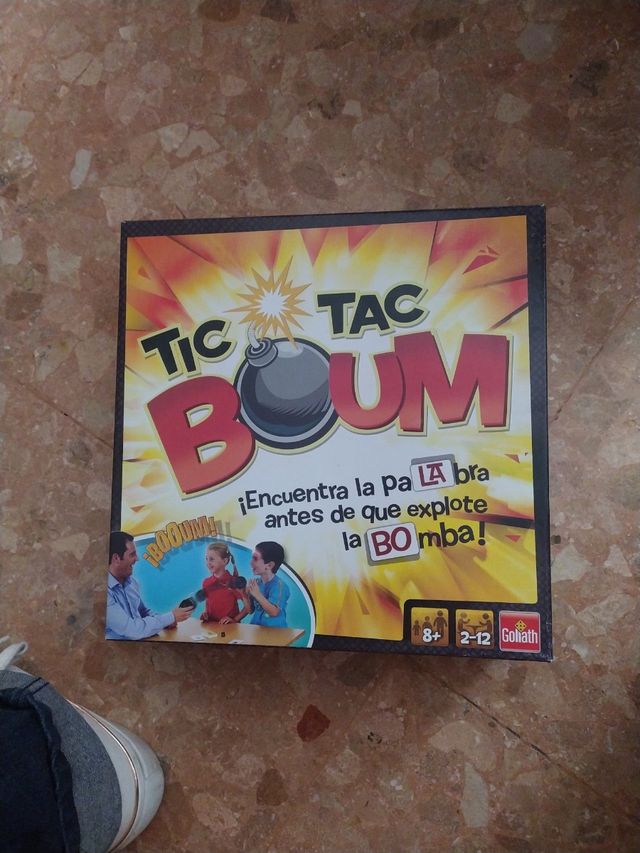 TIC TAC
BOUM
¡Encuentra la paLAbra
antes de que explote
la BOmba!
¡BOOUM!
8+
2-12
Goliath